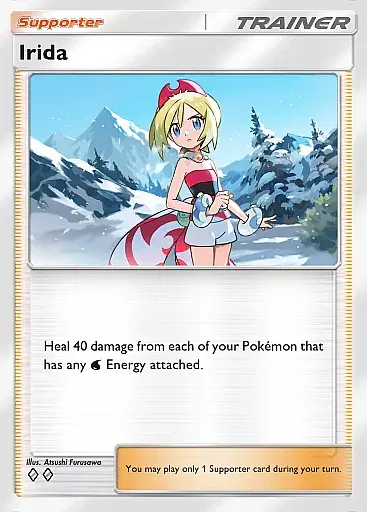 Supporter
TRAINER
Irida
Heal 40 damage from each of your Pokémon that
has any Energy attached.
Illus. Atsushi Furusawa
You may play only 1 Supporter card during your turn.